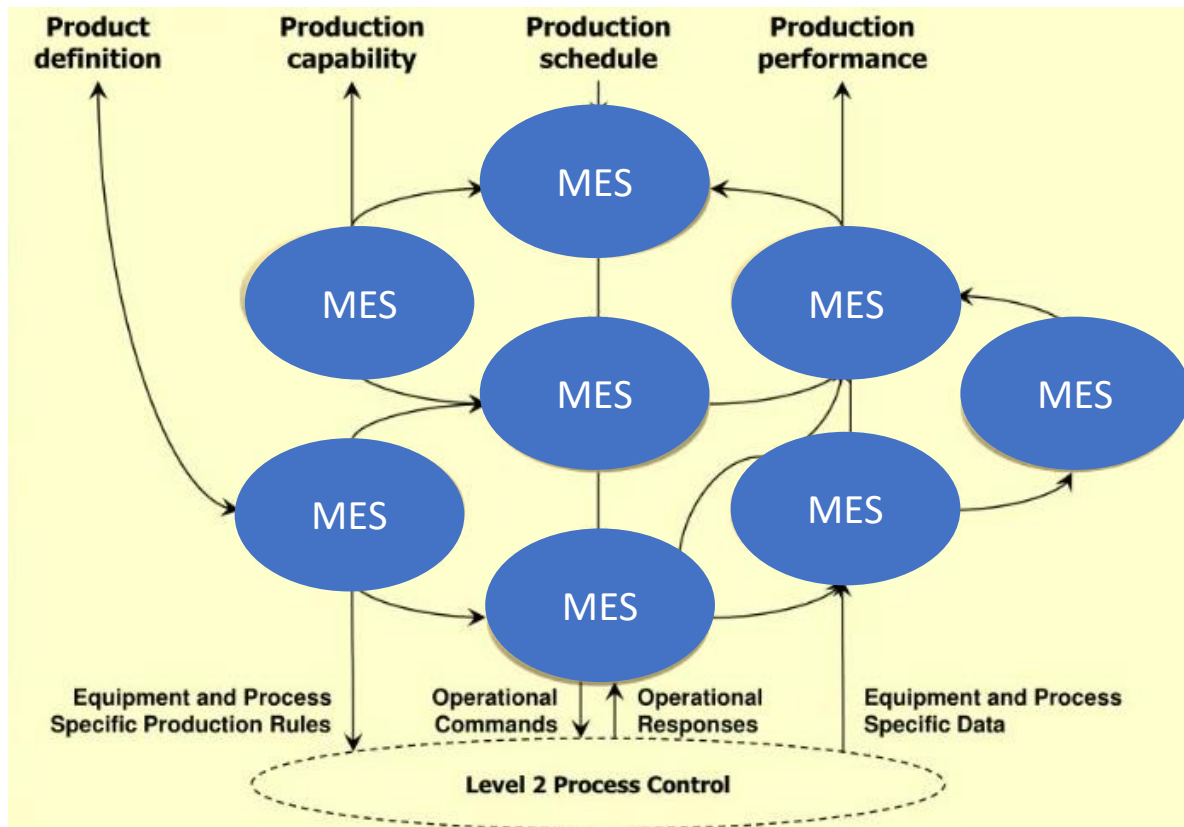 Product
definition
Production
capability
Production
schedule
Production
performance
MES
MES
MES
MES
MES
MES
MES
MES
Equipment and Process
Specific Production Rules
Operational
Commands
Operational
Responses
Equipment and Process
Specific Data
Level 2 Process Control